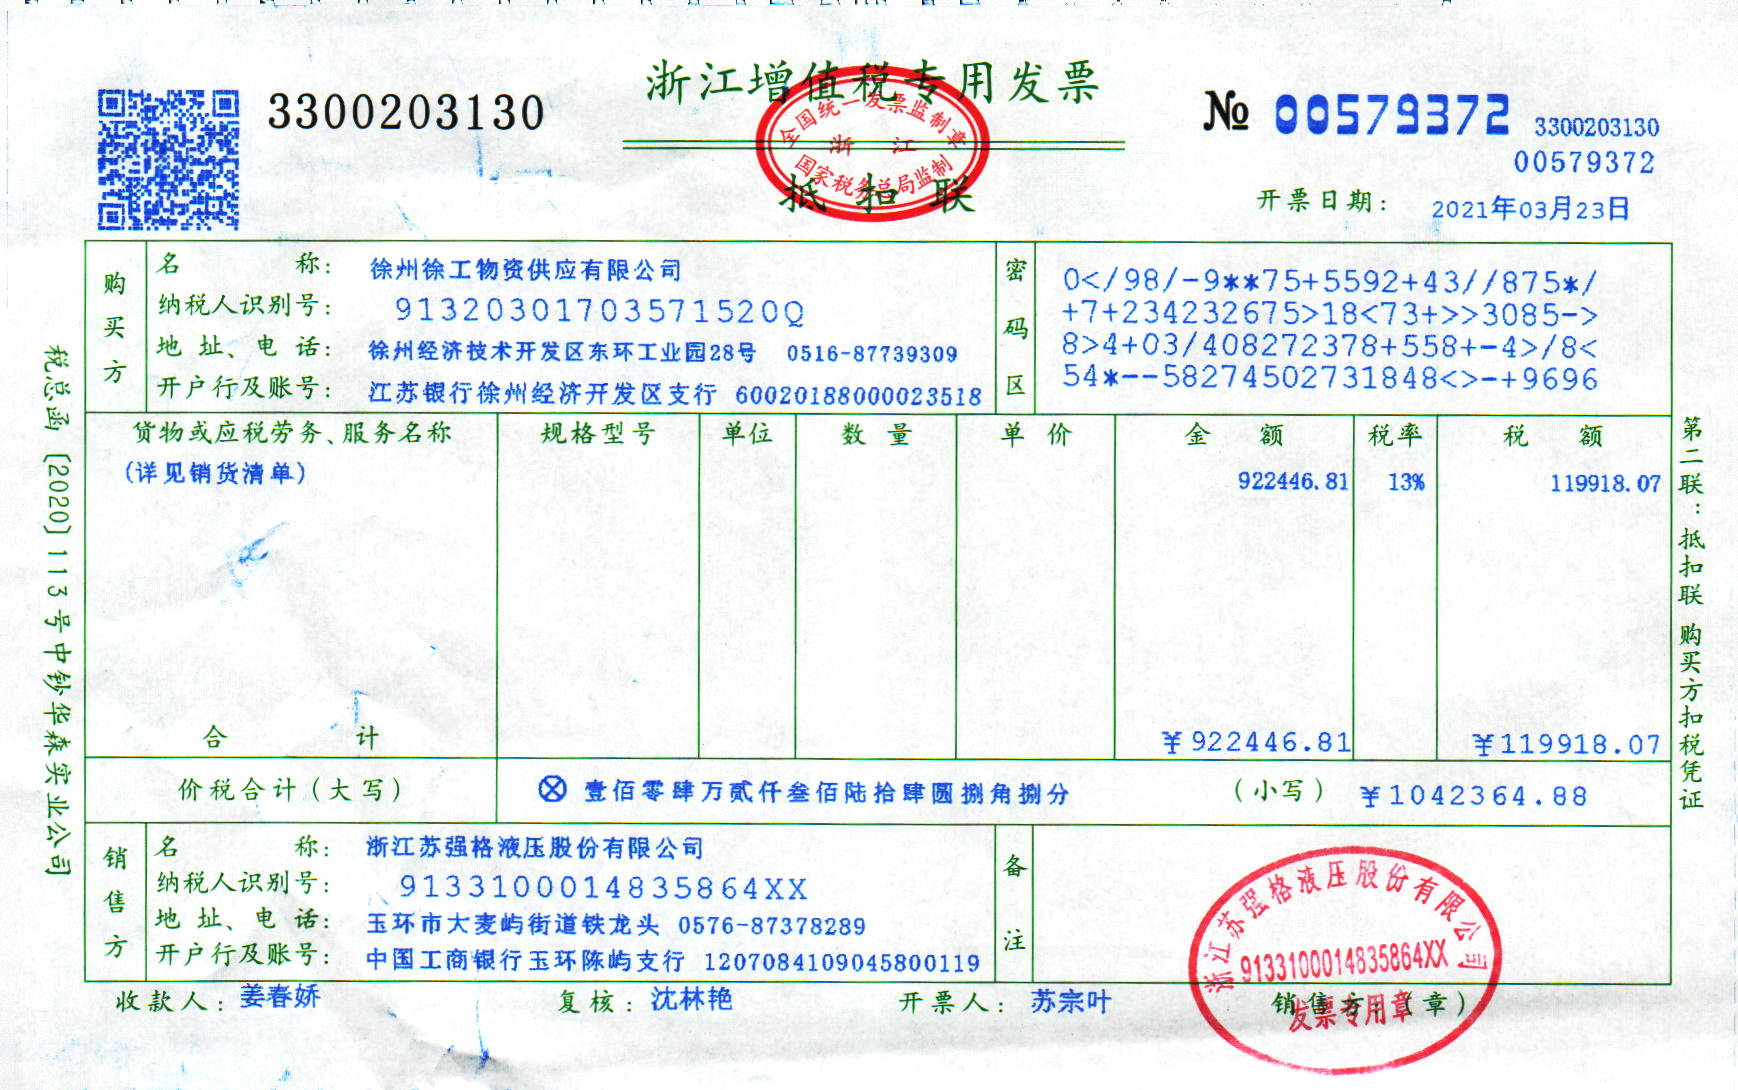 浙江增值税专用发票
3300203130
№ 00579372
3300203130
00579372
全国统一发票监制章
浙 江
国家税务总局监制
抵扣联
开票日期: 2021年03月23日
购买方
名 称: 徐州徐工物资供应有限公司
纳税人识别号: 91320301703571520Q
地 址、电 话: 徐州经济技术开发区东环工业园28号 0516-87739309
开户行及账号: 江苏银行徐州经济开发区支行 60020188000023518
密码区
0</98/-9**75+5592+43//875*/
+7+234232675>18<73+>>3085->
8>4+03/408272378+558+-4>/8<
54*--58274502731848<>-+9696
货物或应税劳务、服务名称 规格型号 单位 数 量 单 价 金 额 税率 税 额
(详见销货清单) 922446.81 13% 119918.07
合 计 ¥922446.81 ¥119918.07
价税合计(大写) ⊗壹佰零肆万贰仟叁佰陆拾肆圆捌角捌分 (小写) ¥1042364.88
销售方
名 称: 浙江苏强格液压股份有限公司
纳税人识别号: 9133100014835864XX
地 址、电 话: 玉环市大麦屿街道铁龙头 0576-87378289
开户行及账号: 中国工商银行玉环陈屿支行 1207084109045800119
备注
收款人: 姜春娇 复核: 沈林艳 开票人: 苏宗叶 销售方:(章)
浙江苏强格液压股份有限公司
9133100014835864XX
发票专用章
税总函〔2020〕113号中钞华森实业公司
第二联:抵扣联 购买方扣税凭证